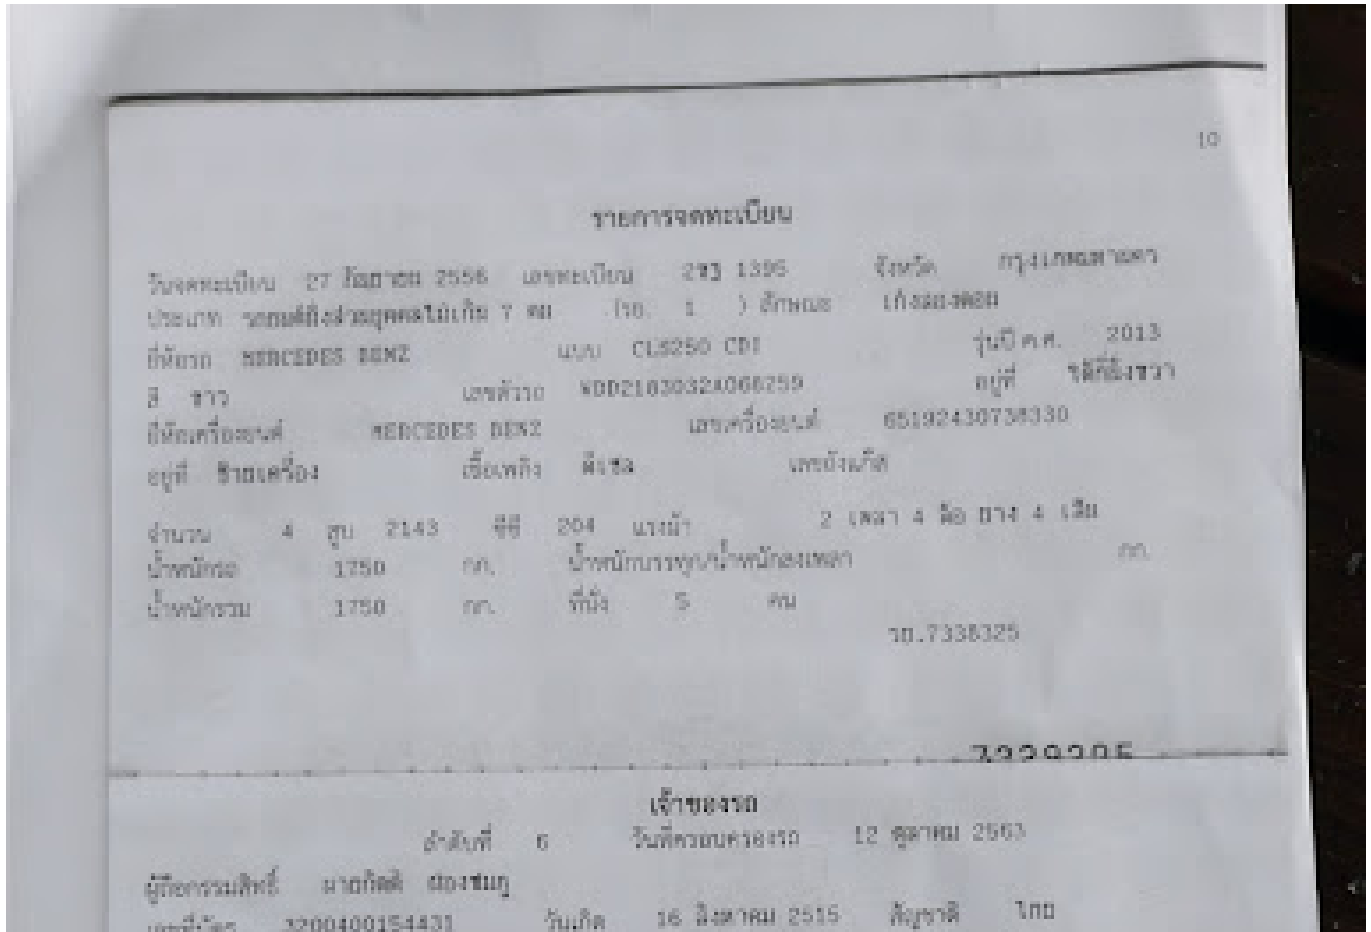 10
รายการจดทะเบียน
วันจดทะเบียน 27 กันยายน 2556 เลขทะเบียน 1395 จังหวัด กรุงเทพมหานคร
ประเภท รถยนต์นั่งส่วนบุคคลไม่เกิน 7 คน (รย. 1 ) ลักษณะ เก๋งสองตอน
ยี่ห้อรถ MERCEDES BENZ แบบ CLS250 CDI รุ่นปี ค.ศ. 2013
สี ขาว เลขตัวรถ WDD2183032A068259 อยู่ที่
ยี่ห้อเครื่องยนต์ MERCEDES BENZ เลขเครื่องยนต์ 65192430738330
อยู่ที่ ซ้ายเครื่อง เชื้อเพลิง ดีเซล เลขถังแก๊ส
จำนวน 4 สูบ 2143 ซีซี 204 แรงม้า 2 เพลา 4 ล้อ ยาง 4 เส้น
น้ำหนักรถ 1750 กก. น้ำหนักบรรทุก/น้ำหนักลงเพลา กก.
น้ำหนักรวม 1750 กก. ที่นั่ง 5 คน
รย.7338325
เจ้าของรถ
ลำดับที่ 6 วันที่ครอบครองรถ 12 ตุลาคม 2563
ผู้ถือกรรมสิทธิ์
เลขที่บัตร 3200400154431 วันเกิด 16 สิงหาคม 2515 สัญชาติ ไทย